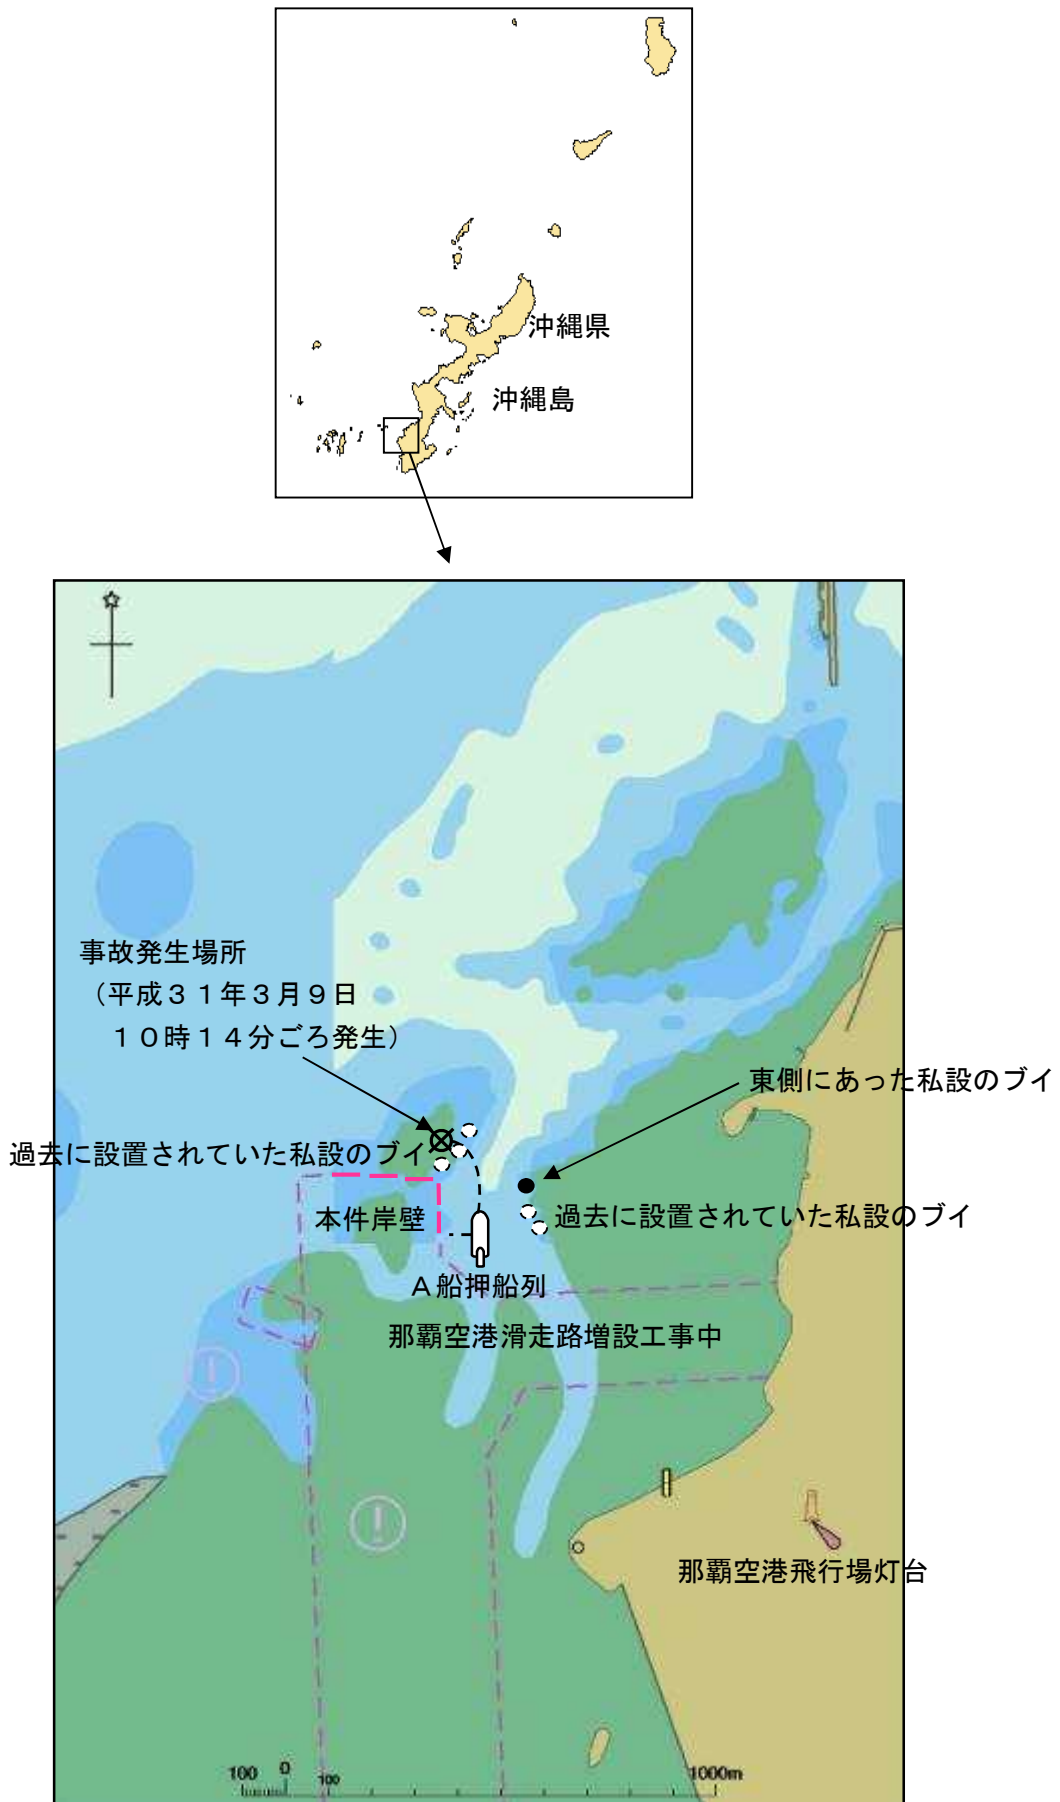 沖縄県
沖縄島
事故発生場所
（平成３１年３月９日
１０時１４分ごろ発生）
東側にあった私設のブイ
過去に設置されていた私設のブイ
本件岸壁
過去に設置されていた私設のブイ
Ａ船押船列
那覇空港滑走路増設工事中
那覇空港飛行場灯台
100 0 100 1000m